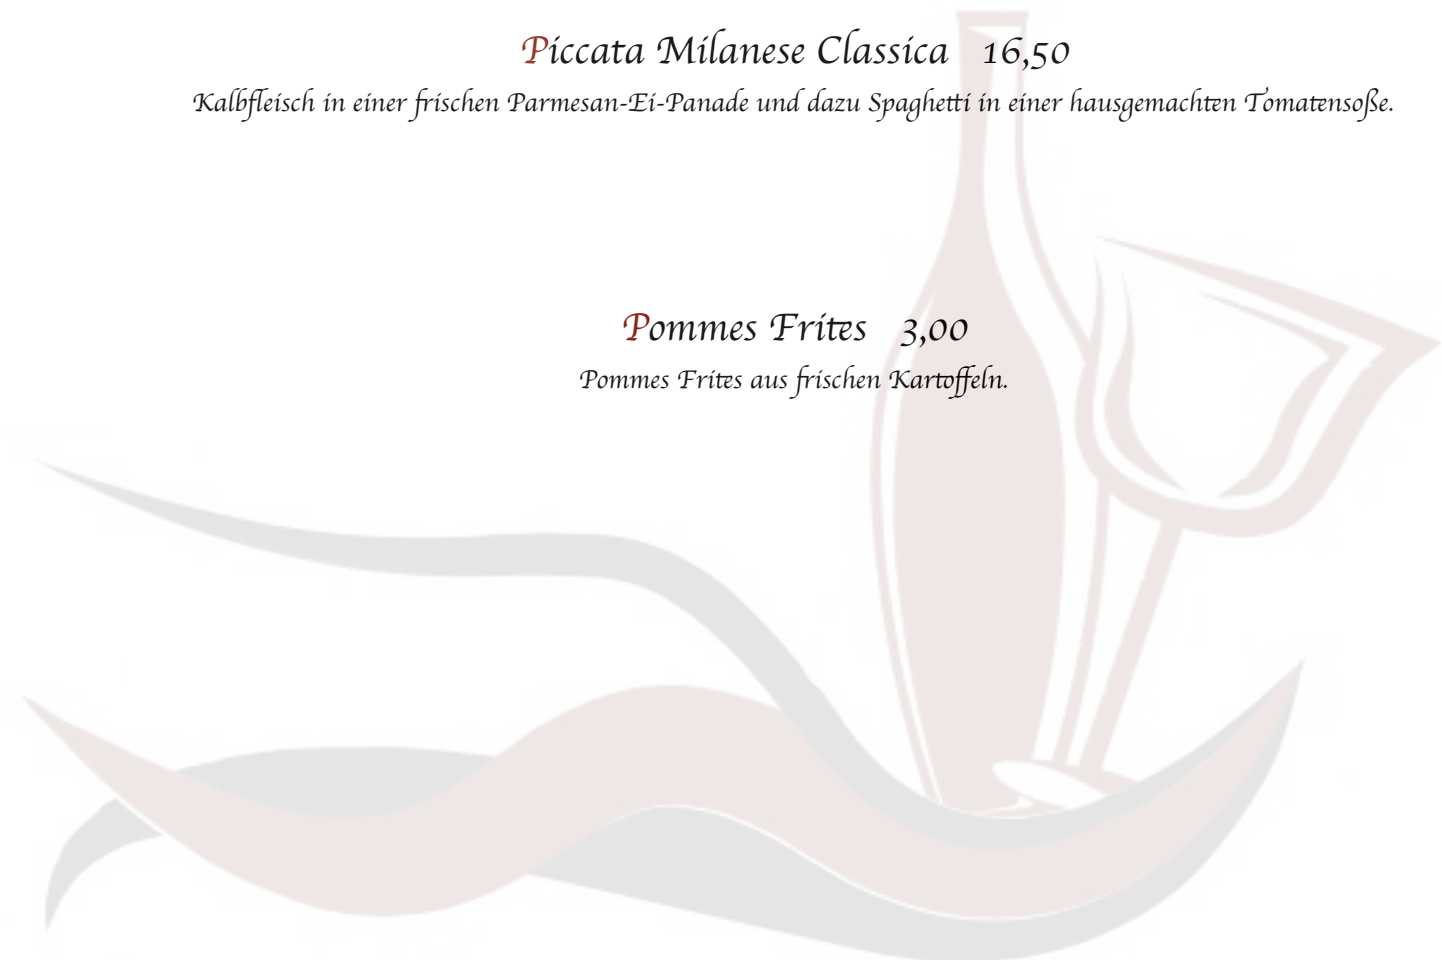 Piccata Milanese Classica 16,50
Kalbfleisch in einer frischen Parmesan-Ei-Panade und dazu Spaghetti in einer hausgemachten Tomatensoße.
Pommes Frites 3,00
Pommes Frites aus frischen Kartoffeln.